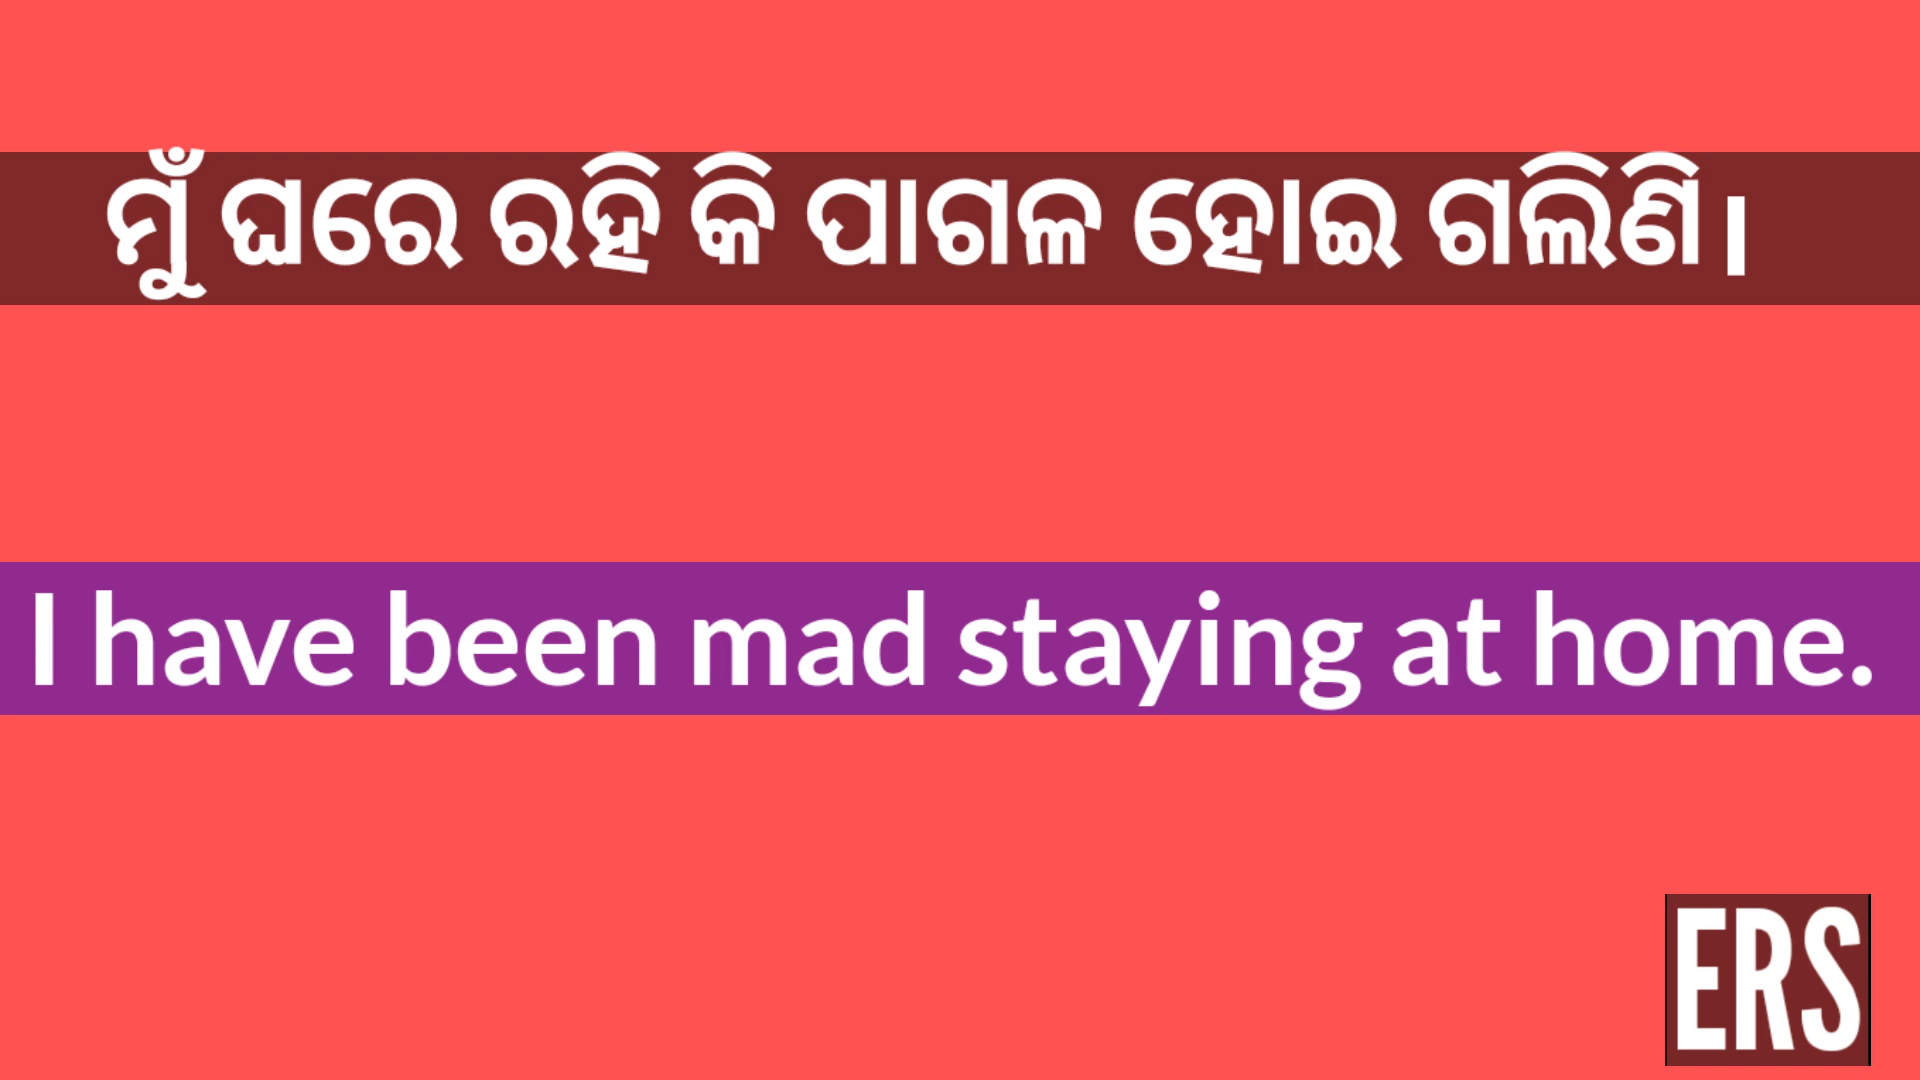 ମୁଁ ଘରେ ରହି କି ପାଗଳ ହୋଇ ଗଲିଣି।
I have been mad staying at home.
ERS